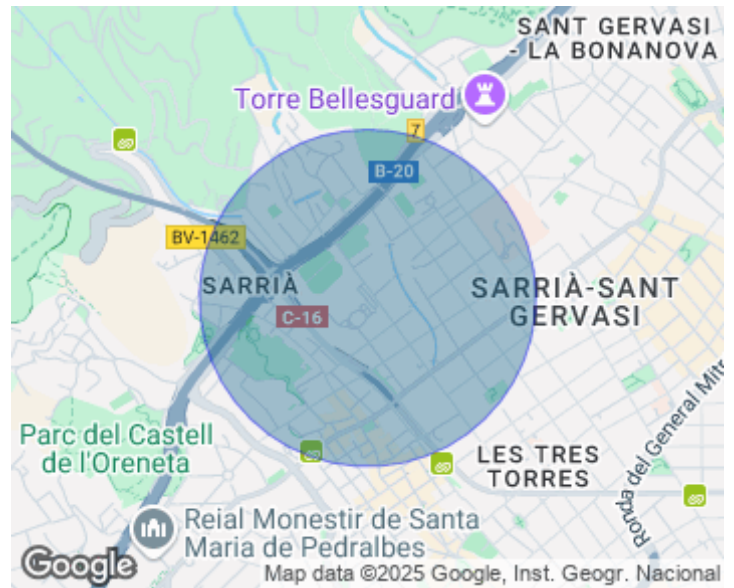 SANT GERVASI
- LA BONANOVA
Torre Bellesguard
7
B-20
BV-1462
SARRIÀ
SARRIÀ-SANT
GERVASI
C-16
Parc del Castell
de l'Oreneta
LES TRES
TORRES
Ronda del General Mitre
Reial Monestir de Santa
Maria de Pedralbes
Google
Map data ©2025 Google, Inst. Geogr. Nacional